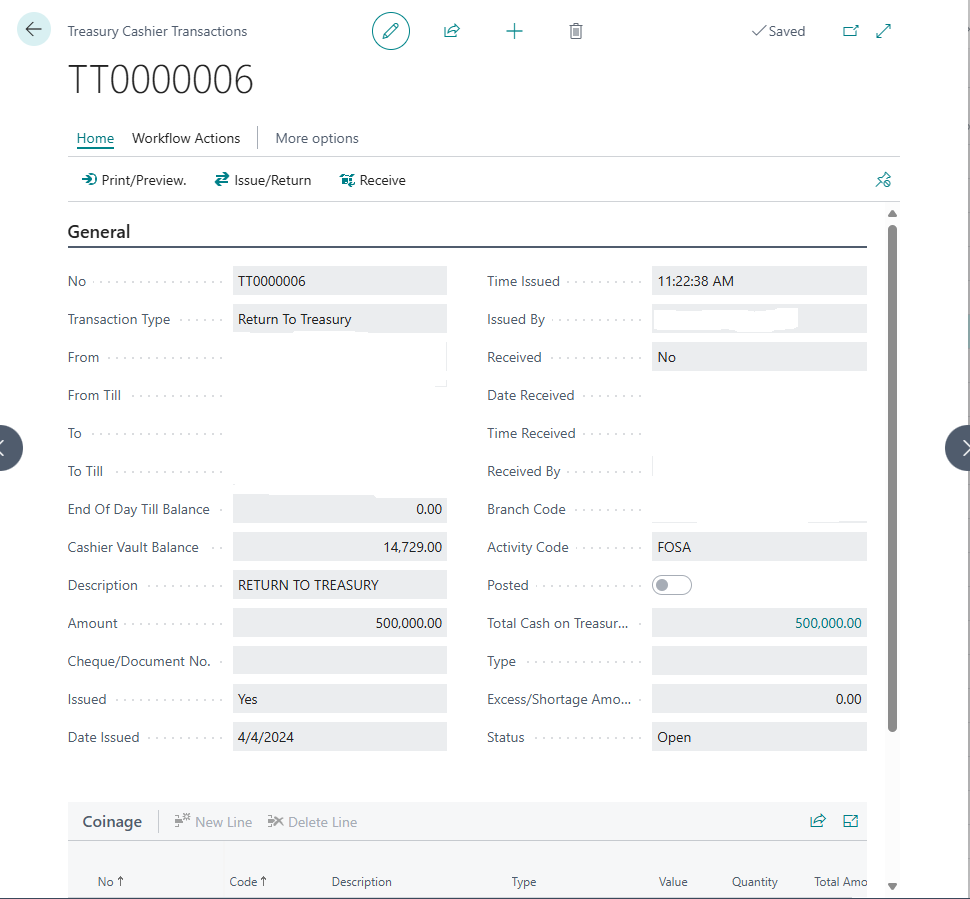 Treasury Cashier Transactions
Saved
TT0000006
Home Workflow Actions More options
Print/Preview. Issue/Return Receive
General
No TT0000006
Transaction Type Return To Treasury
From
From Till
To
To Till
End Of Day Till Balance 0.00
Cashier Vault Balance 14,729.00
Description RETURN TO TREASURY
Amount 500,000.00
Cheque/Document No.
Issued Yes
Date Issued 4/4/2024
Time Issued 11:22:38 AM
Issued By
Received No
Date Received
Time Received
Received By
Branch Code
Activity Code FOSA
Posted
Total Cash on Treasur... 500,000.00
Type
Excess/Shortage Amo... 0.00
Status Open
Coinage New Line Delete Line
No ↑ Code ↑ Description Type Value Quantity Total Amo